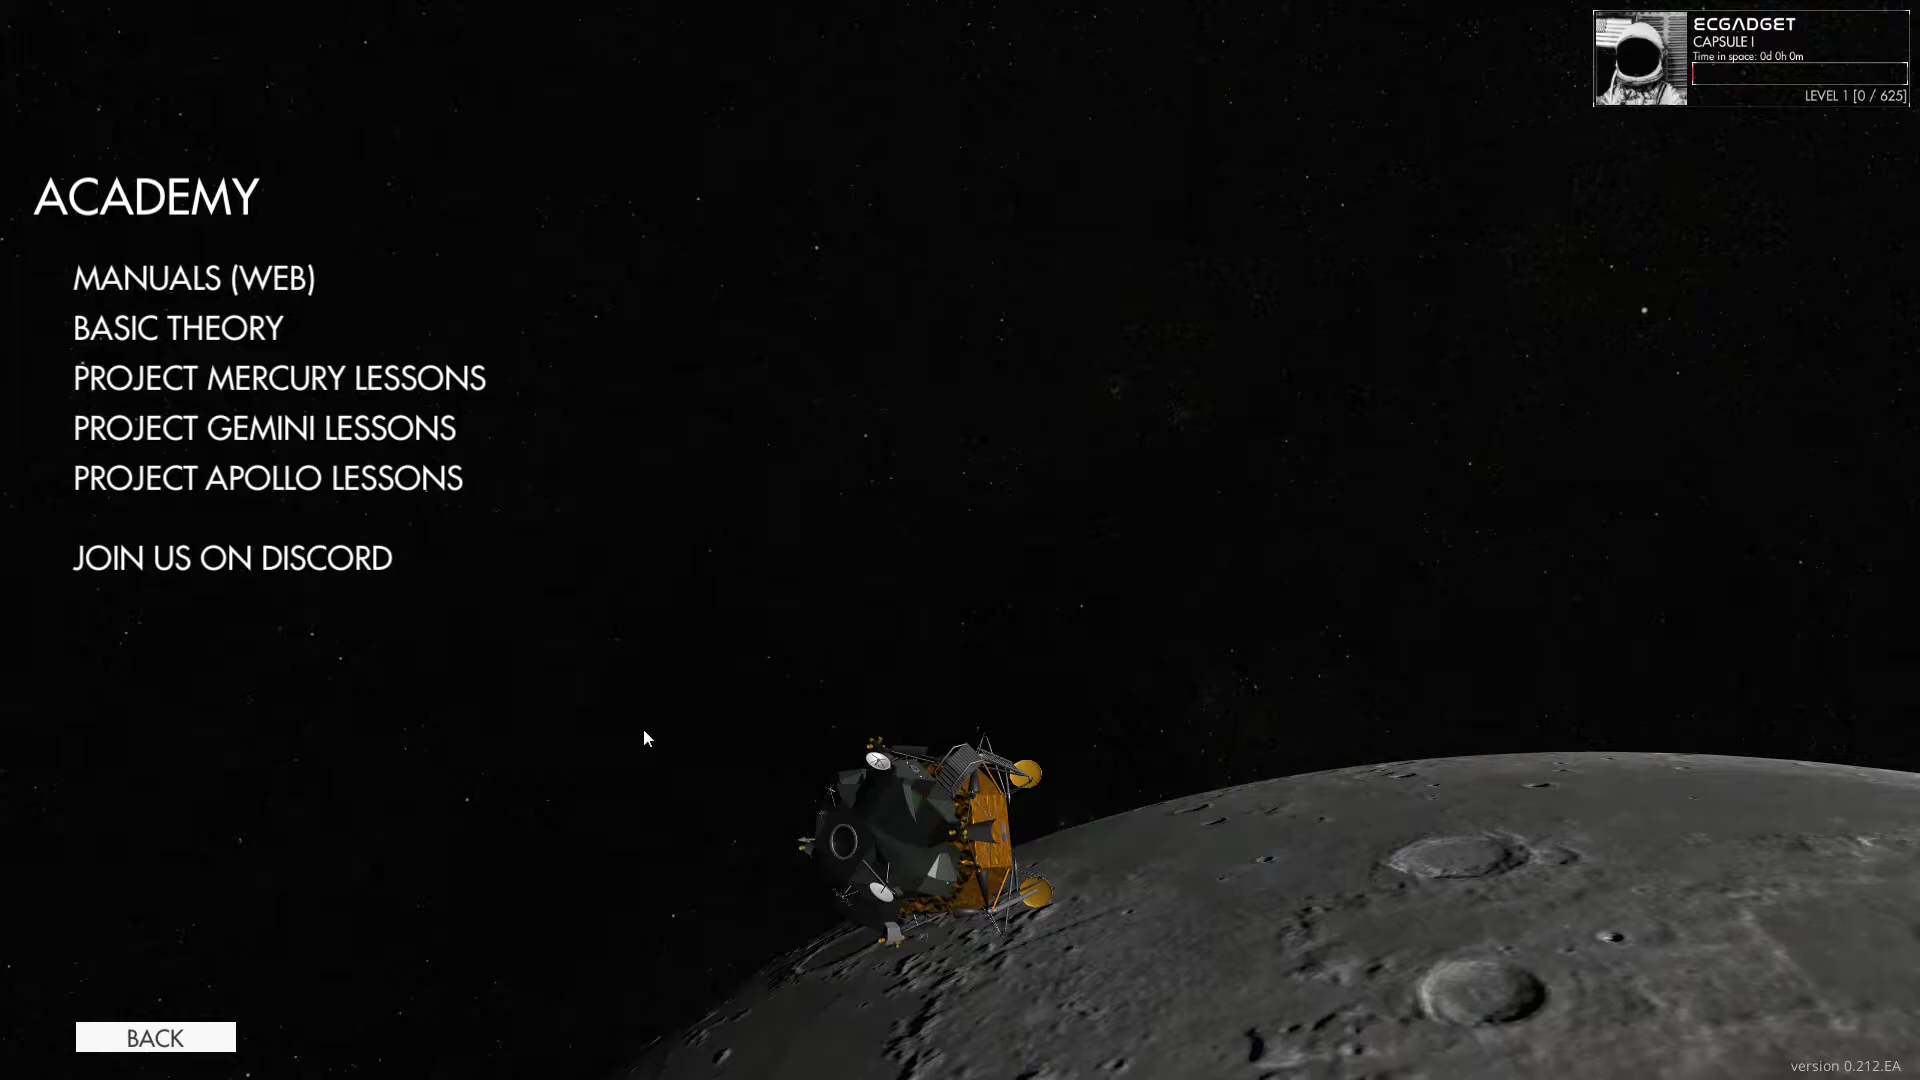 ECGADGET
CAPSULE I
Time in space: 0d 0h 0m
LEVEL 1 [0 / 625]
ACADEMY
MANUALS (WEB)
BASIC THEORY
PROJECT MERCURY LESSONS
PROJECT GEMINI LESSONS
PROJECT APOLLO LESSONS
JOIN US ON DISCORD
BACK
version 0.212.EA